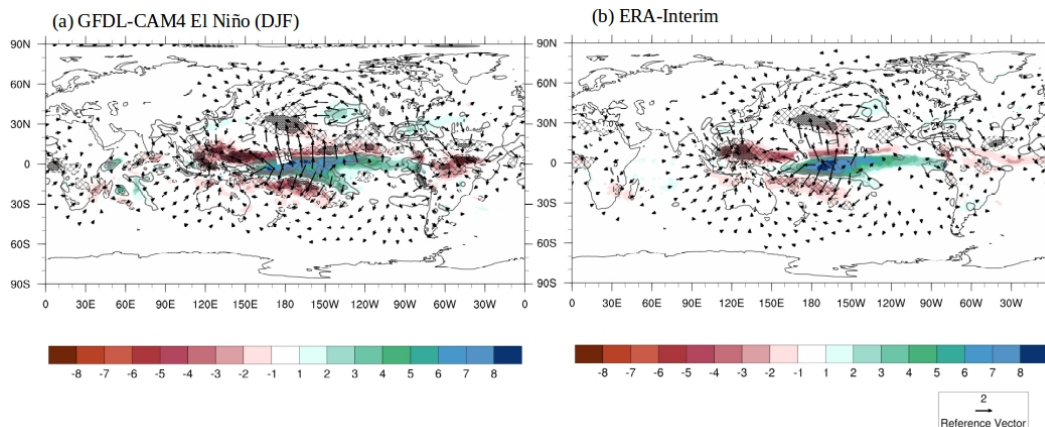 (a) GFDL-CAM4 El Niño (DJF)
(b) ERA-Interim
90N
60N
30N
0
30S
60S
90S
0 30E 60E 90E 120E 150E 180 150W 120W 90W 60W 30W 0
90N
60N
30N
0
30S
60S
90S
0 30E 60E 90E 120E 150E 180 150W 120W 90W 60W 30W
-8 -7 -6 -5 -4 -3 -2 -1 1 2 3 4 5 6 7 8
-8 -7 -6 -5 -4 -3 -2 -1 1 2 3 4 5 6 7 8
2
Reference Vector